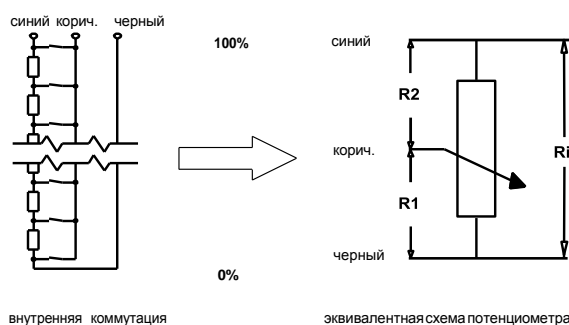 синий корич. черный
100%
синий
R2
корич.
Ri
R1
черный
0%
внутренняя коммутация
эквивалентная схема потенциометра